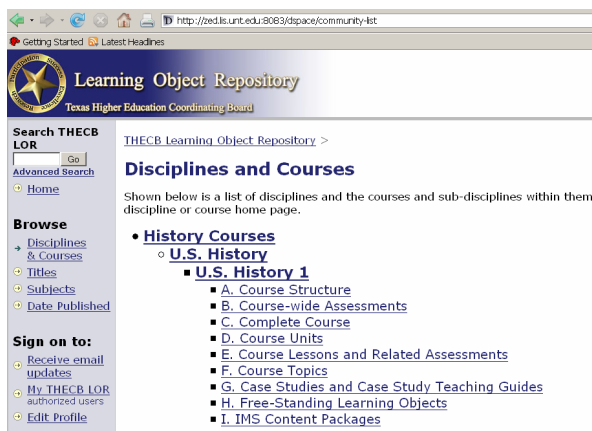 http://zed.lis.unt.edu:8083/dspace/community-list
Getting Started Latest Headlines
Learning Object Repository
Texas Higher Education Coordinating Board
Search THECB
LOR
Go
Advanced Search
Home
Browse
Disciplines
& Courses
Titles
Subjects
Date Published
Sign on to:
Receive email
updates
My THECB LOR
authorized users
Edit Profile
THECB Learning Object Repository >
Disciplines and Courses
Shown below is a list of disciplines and the courses and sub-disciplines within them
discipline or course home page.
History Courses
U.S. History
U.S. History 1
A. Course Structure
B. Course-wide Assessments
C. Complete Course
D. Course Units
E. Course Lessons and Related Assessments
F. Course Topics
G. Case Studies and Case Study Teaching Guides
H. Free-Standing Learning Objects
I. IMS Content Packages